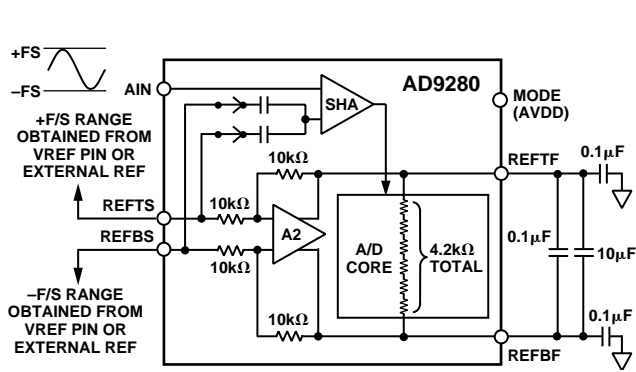 +FS
–FS
AIN
+F/S RANGE
OBTAINED FROM
VREF PIN OR
EXTERNAL REF
REFTS
REFBS
–F/S RANGE
OBTAINED FROM
VREF PIN OR
EXTERNAL REF
SHA
AD9280
MODE
(AVDD)
10kΩ
10kΩ
A2
10kΩ
10kΩ
A/D
CORE
4.2kΩ
TOTAL
REFTF
REFBF
0.1µF
0.1µF
10µF
0.1µF